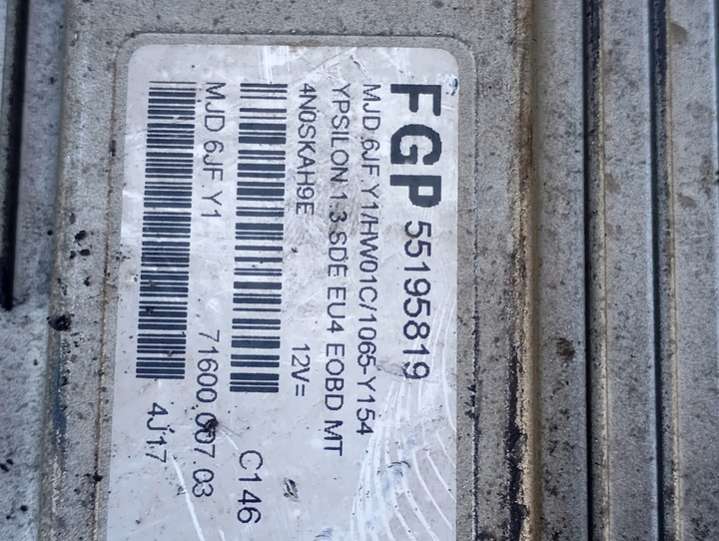 FGP 55195819
MJD 6JF.Y1/HW01C/1065-Y154
YPSILON 1.3 SDE EU4 EOBD MT
4N0SKAH9E 12V=
C146
MJD 6JF.Y1 71600.007.03
4J17